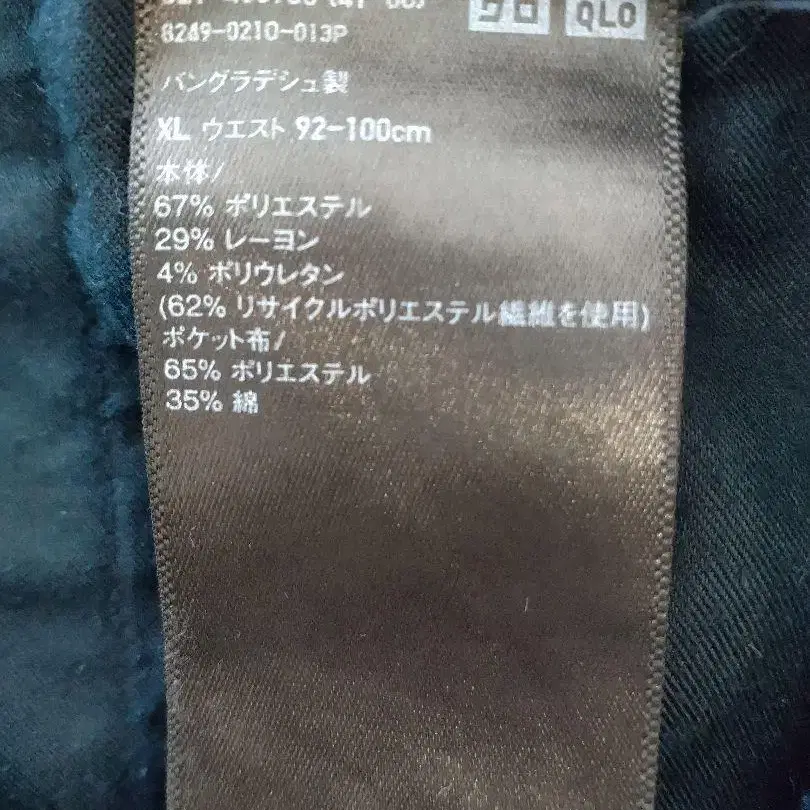 クロ QLO
8249-0210-013P
バングラデシュ製
XL ウエスト 92-100cm
本体/
67% ポリエステル
29% レーヨン
4% ポリウレタン
(62% リサイクルポリエステル繊維を使用)
ポケット布/
65% ポリエステル
35% 綿